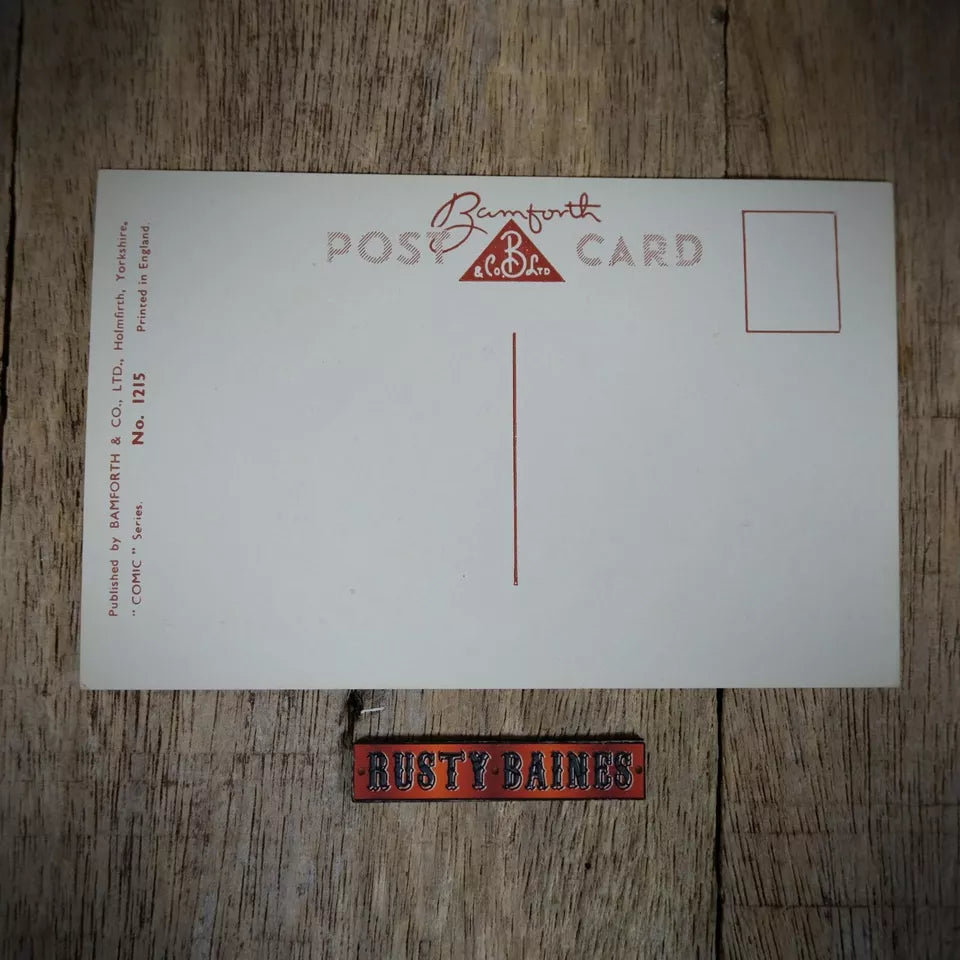 Bamforth
POST CARD
B
& Co. LTD
Published by BAMFORTH & CO., LTD., Holmfirth, Yorkshire.
"COMIC" Series. No. 1215 Printed in England.
RUSTY·BAINES